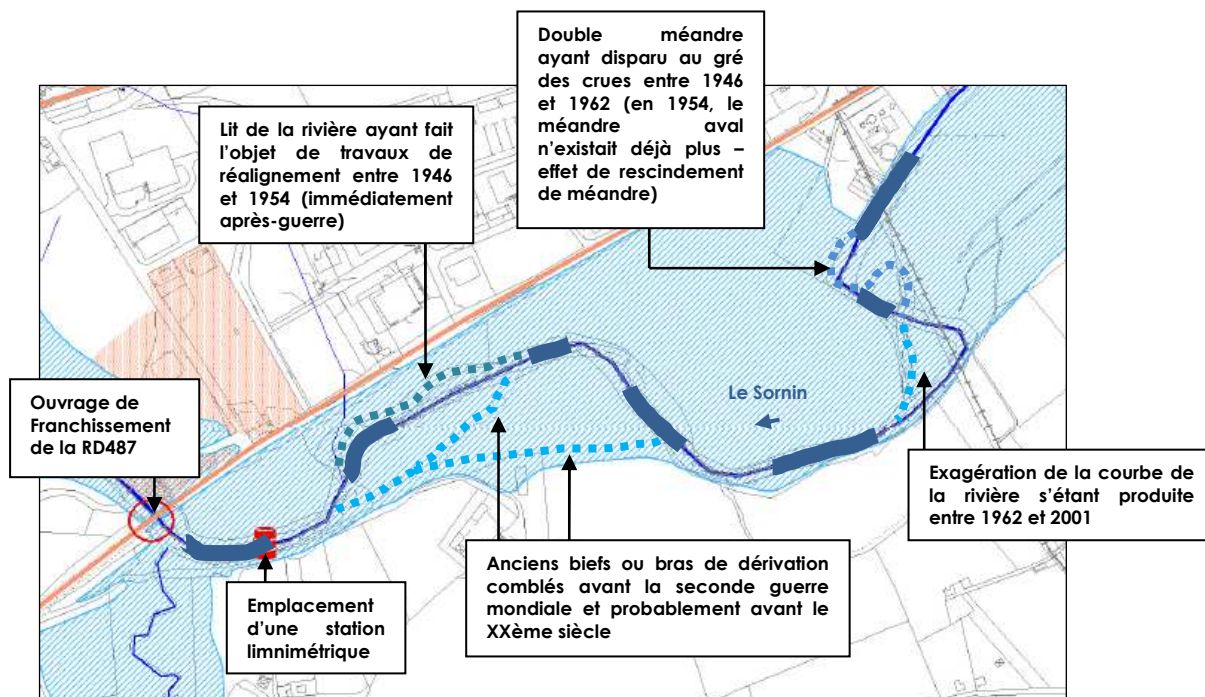 Double méandre
ayant disparu au gré
des crues entre 1946
et 1962 (en 1954, le
méandre aval
n'existait déjà plus –
effet de rescindement
de méandre)
Lit de la rivière ayant fait
l'objet de travaux de
réalignement entre 1946
et 1954 (immédiatement
après-guerre)
Ouvrage de
Franchissement
de la RD487
Le Sornin
Exagération de la courbe de
la rivière s'étant produite
entre 1962 et 2001
Anciens biefs ou bras de dérivation
comblés avant la seconde guerre
mondiale et probablement avant le
XXème siècle
Emplacement
d'une station
limnimétrique